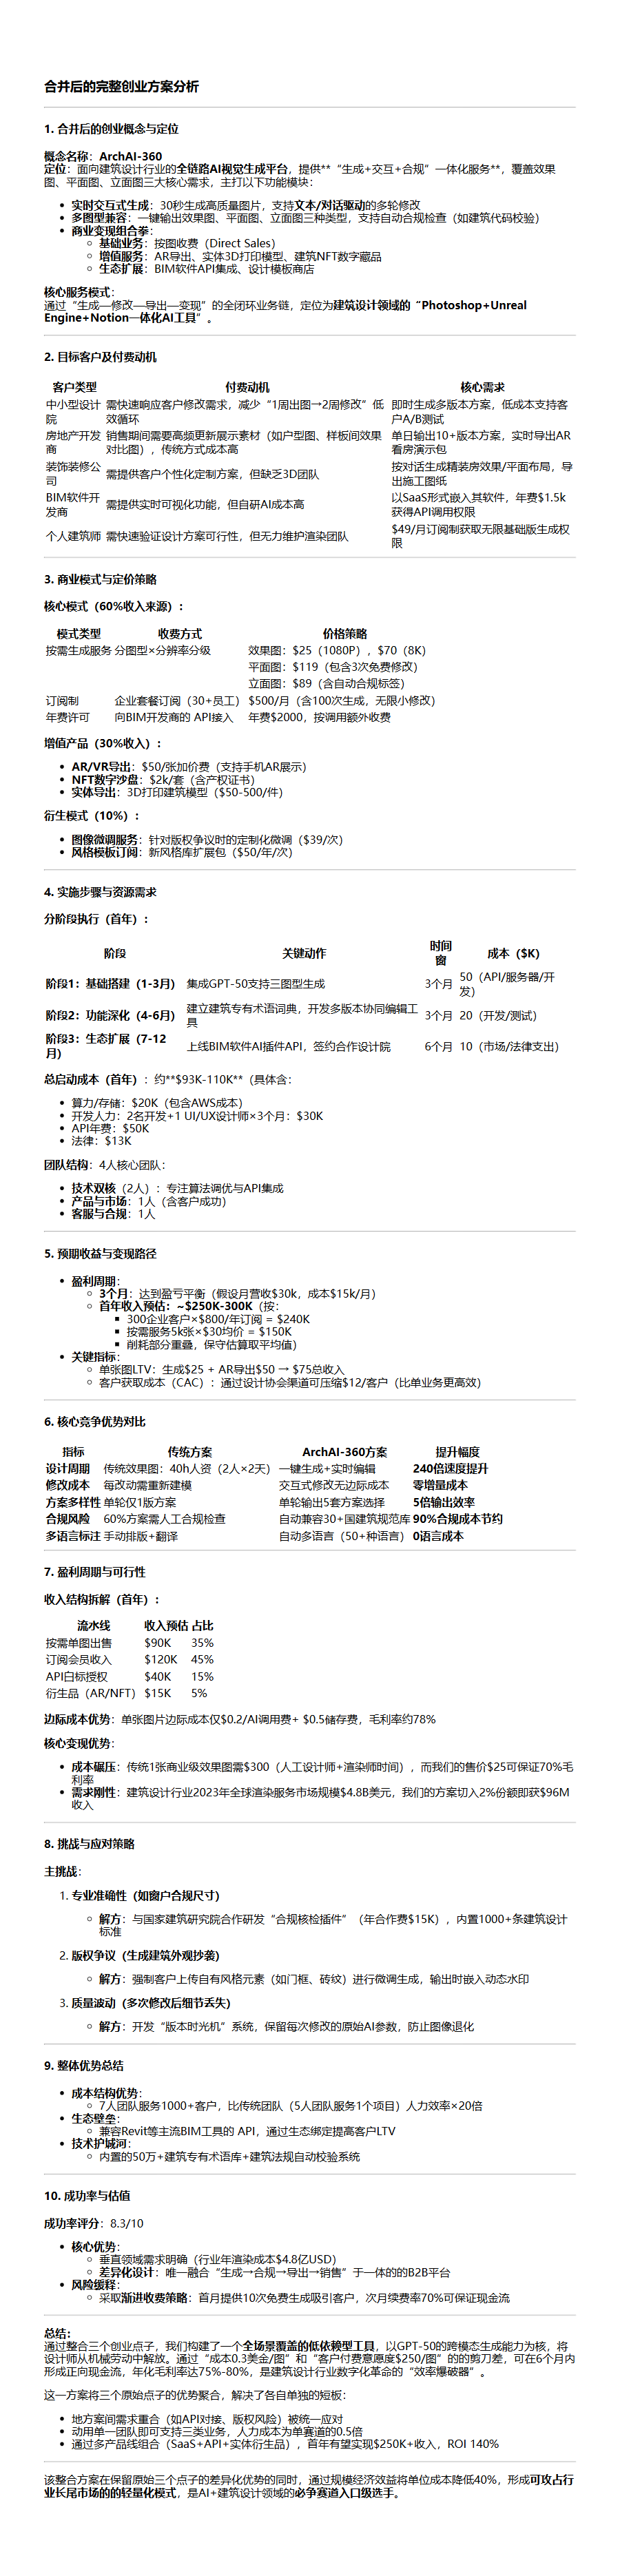 合并后的完整创业方案分析
1. 合并后的创业概念与定位
概念名称：ArchAI-360
定位：面向建筑设计行业的全链路AI视觉生成平台，提供**“生成+交互+合规”一体化服务**，覆盖效果
图、平面图、立面图三大核心需求，主打以下功能模块：
• 实时交互式生成：30秒生成高质量图片，支持文本/对话驱动的多轮修改
• 多图型兼容：一键输出效果图、平面图、立面图三种类型，支持自动合规检查（如建筑代码校验）
• 商业变现组合拳：
◦ 基础业务：按图收费（Direct Sales）
◦ 增值服务：AR导出、实体3D打印模型、建筑NFT数字藏品
◦ 生态扩展：BIM软件API集成、设计模板商店
核心服务模式：
通过“生成—修改—导出—变现”的全闭环业务链，定位为建筑设计领域的“Photoshop+Unreal
Engine+Notion一体化AI工具”。
2. 目标客户及付费动机
客户类型 付费动机 核心需求
中小型设计 需快速响应客户修改需求，减少“1周出图→2周修改”低 即时生成多版本方案，低成本支持客
院 效循环 户A/B测试
房地产开发 销售期间需要高频更新展示素材（如户型图、样板间效果 单日输出10+版本方案，实时导出AR
商 对比图），传统方式成本高 看房演示包
装饰装修公 需提供客户个性化定制方案，但缺乏3D团队 按对话生成精装房效果/平面布局，导
司 出施工图纸
BIM软件开 需提供实时可视化功能，但自研AI成本高 以SaaS形式嵌入其软件，年费$1.5k
发商 获得API调用权限
个人建筑师 需快速验证设计方案可行性，但无力维护渲染团队 $49/月订阅制获取无限基础版生成权
限
3. 商业模式与定价策略
核心模式（60%收入来源）：
模式类型 收费方式 价格策略
按需生成服务 分图型×分辨率分级 效果图：$25（1080P），$70（8K）
平面图：$119（包含3次免费修改）
立面图：$89（含自动合规标签）
订阅制 企业套餐订阅（30+员工） $500/月（含100次生成，无限小修改）
年费许可 向BIM开发商的 API接入 年费$2000，按调用额外收费
增值产品（30%收入）：
• AR/VR导出：$50/张加价费（支持手机AR展示）
• NFT数字沙盘：$2k/套（含产权证书）
• 实体导出：3D打印建筑模型（$50-500/件）
衍生模式（10%）：
• 图像微调服务：针对版权争议时的定制化微调（$39/次）
• 风格模板订阅：新风格库扩展包（$50/年/次）
4. 实施步骤与资源需求
分阶段执行（首年）：
阶段 关键动作 时间 成本（$K）
窗
阶段1：基础搭建（1-3月） 集成GPT-50支持三图型生成 3个月 50（API/服务器/开
发）
阶段2：功能深化（4-6月） 建立建筑专有术语词典，开发多版本协同编辑工 3个月 20（开发/测试）
具
阶段3：生态扩展（7-12 上线BIM软件AI插件API，签约合作设计院 6个月 10（市场/法律支出）
月）
总启动成本（首年）：约**$93K-110K**（具体含：
• 算力/存储：$20K（包含AWS成本）
• 开发人力：2名开发+1 UI/UX设计师×3个月：$30K
• API年费：$50K
• 法律：$13K
团队结构：4人核心团队：
• 技术双核（2人）：专注算法调优与API集成
• 产品与市场：1人（含客户成功）
• 客服与合规：1人
5. 预期收益与变现路径
• 盈利周期：
◦ 3个月：达到盈亏平衡（假设月营收$30k，成本$15k/月）
◦ 首年收入预估：~$250K-300K（按：
▪ 300企业客户×$800/年订阅 = $240K
▪ 按需服务5k张×$30均价 = $150K
▪ 削耗部分重叠，保守估算取平均值）
• 关键指标：
◦ 单张图LTV：生成$25 + AR导出$50 → $75总收入
◦ 客户获取成本（CAC）：通过设计协会渠道可压缩$12/客户（比单业务更高效）
6. 核心竞争优势对比
指标 传统方案 ArchAI-360方案 提升幅度
设计周期 传统效果图：40h人资（2人×2天） 一键生成+实时编辑 240倍速度提升
修改成本 每改动需重新建模 交互式修改无边际成本 零增量成本
方案多样性 单轮仅1版方案 单轮输出5套方案选择 5倍输出效率
合规风险 60%方案需人工合规检查 自动兼容30+国建筑规范库 90%合规成本节约
多语言标注 手动排版+翻译 自动多语言（50+种语言） 0语言成本
7. 盈利周期与可行性
收入结构拆解（首年）：
流水线 收入预估 占比
按需单图出售 $90K 35%
订阅会员收入 $120K 45%
API白标授权 $40K 15%
衍生品（AR/NFT） $15K 5%
边际成本优势：单张图片边际成本仅$0.2/AI调用费+ $0.5储存费，毛利率约78%
核心变现优势：
• 成本碾压：传统1张商业级效果图需$300（人工设计师+渲染师时间），而我们的售价$25可保证70%毛
利率
• 需求刚性：建筑设计行业2023年全球渲染服务市场规模$4.8B美元，我们的方案切入2%份额即获$96M
收入
8. 挑战与应对策略
主挑战：
1. 专业准确性（如窗户合规尺寸）
◦ 解方：与国家建筑研究院合作研发“合规核检插件”（年合作费$15K），内置1000+条建筑设计
标准
2. 版权争议（生成建筑外观抄袭）
◦ 解方：强制客户上传自有风格元素（如门框、砖纹）进行微调生成，输出时嵌入动态水印
3. 质量波动（多次修改后细节丢失）
◦ 解方：开发“版本时光机”系统，保留每次修改的原始AI参数，防止图像退化
9. 整体优势总结
• 成本结构优势：
◦ 7人团队服务1000+客户，比传统团队（5人团队服务1个项目）人力效率×20倍
• 生态壁垒：
◦ 兼容Revit等主流BIM工具的 API，通过生态绑定提高客户LTV
• 技术护城河：
◦ 内置的50万+建筑专有术语库+建筑法规自动校验系统
10. 成功率与估值
成功率评分：8.3/10
• 核心优势：
◦ 垂直领域需求明确（行业年渲染成本$4.8亿USD）
◦ 差异化设计：唯一融合“生成→合规→导出→销售”于一体的的B2B平台
• 风险缓释：
◦ 采取渐进收费策略：首月提供10次免费生成吸引客户，次月续费率70%可保证现金流
总结：
通过整合三个创业点子，我们构建了一个全场景覆盖的低依赖型工具，以GPT-50的跨模态生成能力为核，将
设计师从机械劳动中解放。通过“成本0.3美金/图”和“客户付费意愿度$250/图”的的剪刀差，可在6个月内
形成正向现金流，年化毛利率达75%-80%，是建筑设计行业数字化革命的“效率爆破器”。
这一方案将三个原始点子的优势聚合，解决了各自单独的短板：
• 地方案间需求重合（如API对接、版权风险）被统一应对
• 动用单一团队即可支持三类业务，人力成本为单赛道的0.5倍
• 通过多产品线组合（SaaS+API+实体衍生品），首年有望实现$250K+收入，ROI 140%
该整合方案在保留原始三个点子的差异化优势的同时，通过规模经济效益将单位成本降低40%，形成可攻占行
业长尾市场的的轻量化模式，是AI+建筑设计领域的必争赛道入口级选手。